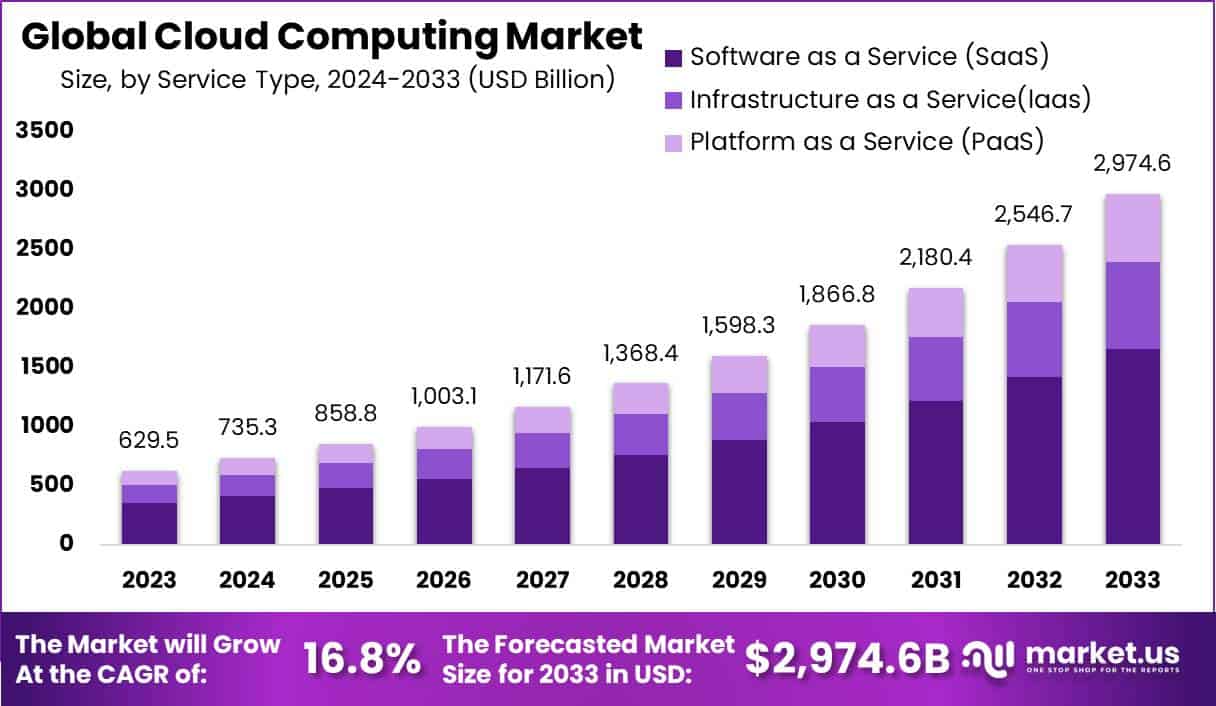 Global Cloud Computing Market
Size, by Service Type, 2024-2033 (USD Billion)
Software as a Service (SaaS)
Infrastructure as a Service(Iaas)
Platform as a Service (PaaS)
3500
3000
2500
2000
1500
1000
500
0
629.5
735.3
858.8
1,003.1
1,171.6
1,368.4
1,598.3
1,866.8
2,180.4
2,546.7
2,974.6
2023
2024
2025
2026
2027
2028
2029
2030
2031
2032
2033
The Market will Grow
At the CAGR of:
16.8%
The Forecasted Market
Size for 2033 in USD:
$2,974.6B
market.us
ONE STOP SHOP FOR THE REPORTS